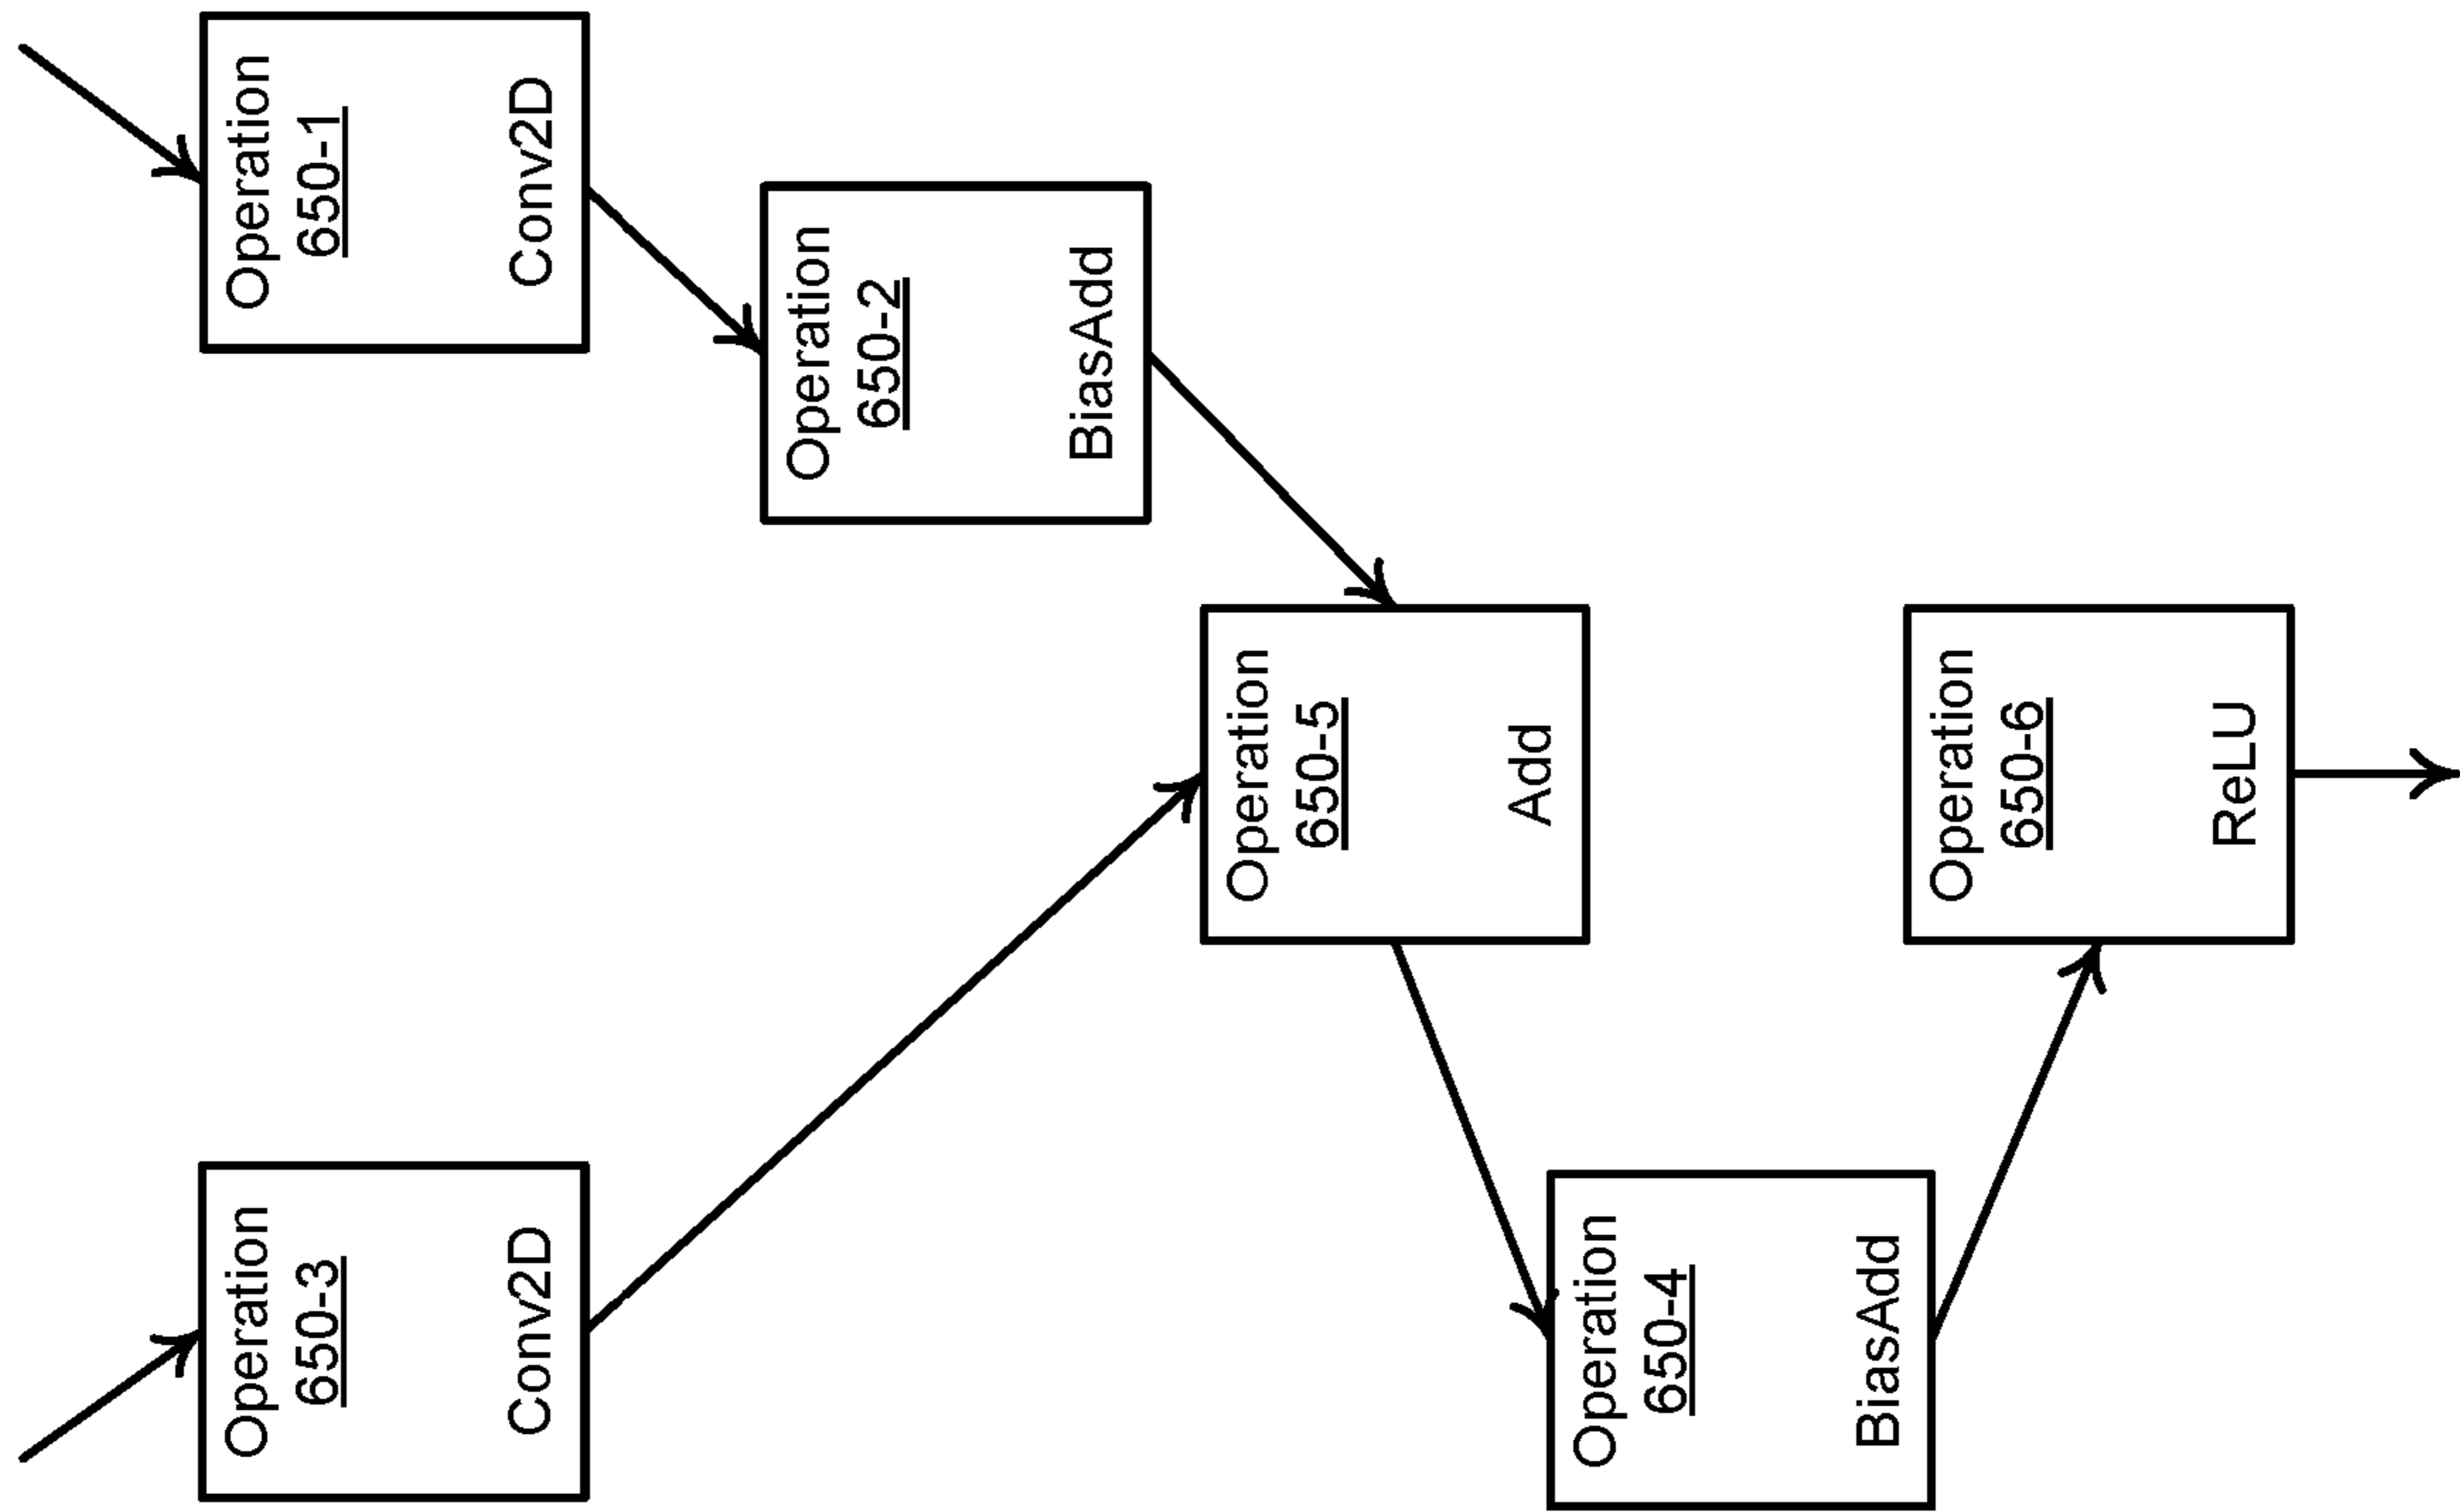 Operation
650-3
Conv2D
Operation
650-1
Conv2D
Operation
650-2
BiasAdd
Operation
650-5
Add
Operation
650-4
BiasAdd
Operation
650-6
ReLU